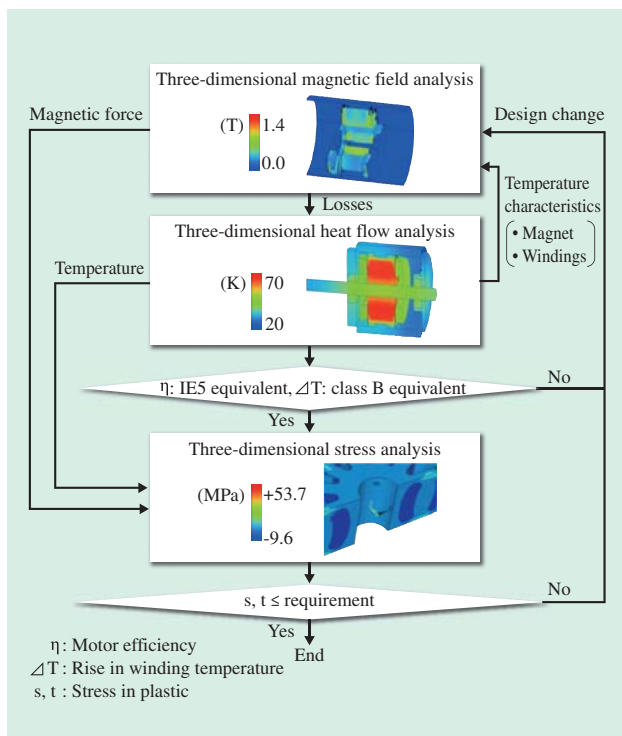 Three-dimensional magnetic field analysis
Magnetic force
Design change
(T)
1.4
0.0
Losses
Temperature
characteristics
• Magnet
• Windings
Three-dimensional heat flow analysis
Temperature
(K)
70
20
η: IE5 equivalent, ⊿T: class B equivalent
No
Yes
Three-dimensional stress analysis
(MPa)
+53.7
-9.6
s, t ≤ requirement
No
Yes
End
η: Motor efficiency
⊿T: Rise in winding temperature
s, t : Stress in plastic